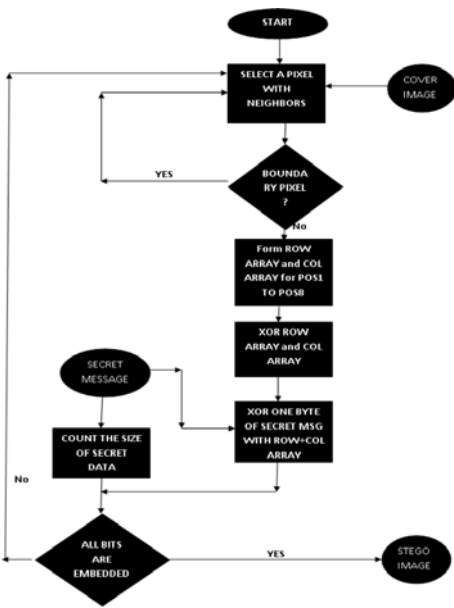 START
SELECT A PIXEL
WITH
NEIGHBORS
COVER
IMAGE
YES
BOUNDA
RY PIXEL
?
No
Form ROW
ARRAY and COL
ARRAY for POS1
TO POS8
XOR ROW
ARRAY and COL
ARRAY
SECRET
MESSAGE
XOR ONE BYTE
OF SECRET MSG
WITH ROW+COL
ARRAY
COUNT THE SIZE
OF SECRET
DATA
No
ALL BITS
ARE
EMBEDDED
YES
STEGO
IMAGE